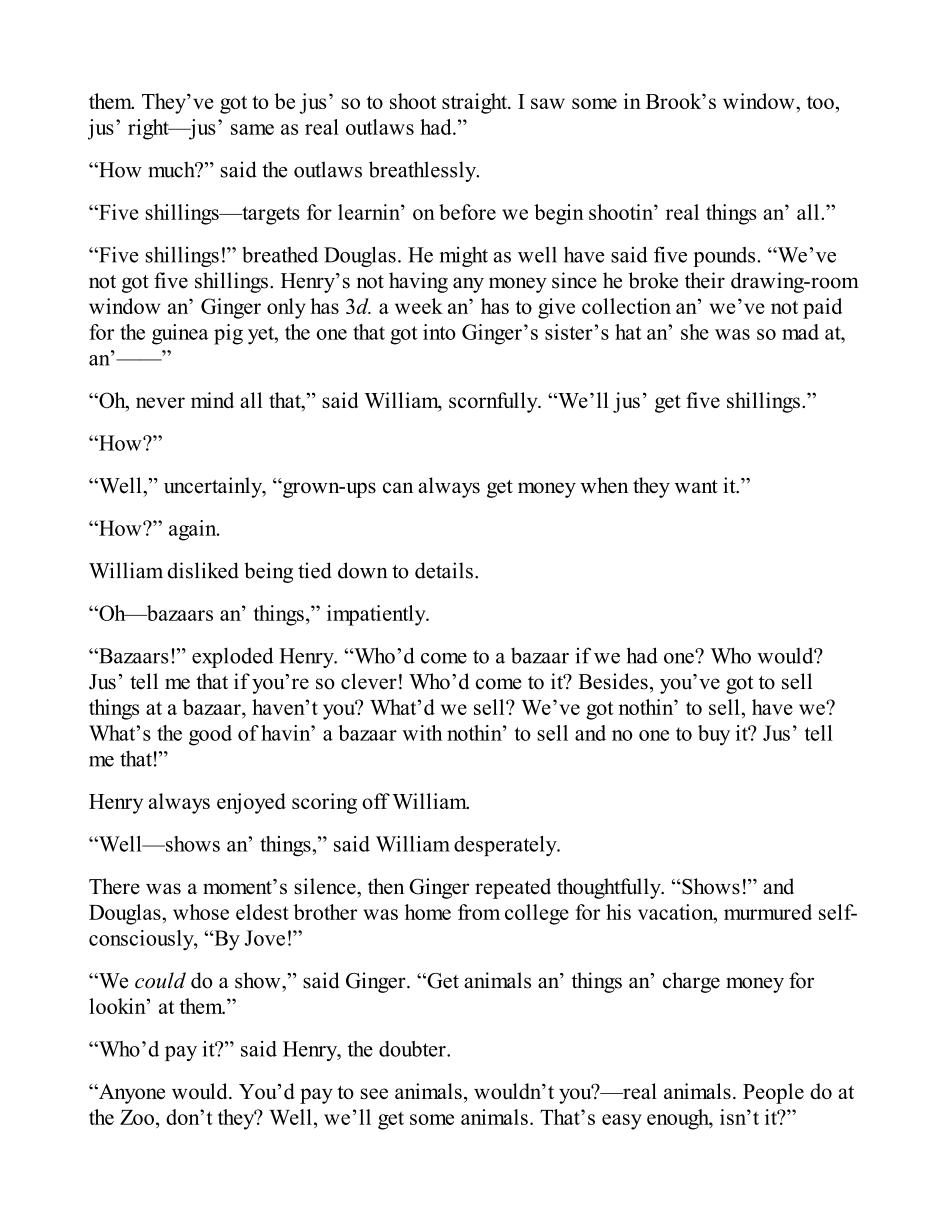 them. They’ve got to be jus’ so to shoot straight. I saw some in Brook’s window, too,
jus’ right—jus’ same as real outlaws had.”
“How much?” said the outlaws breathlessly.
“Five shillings—targets for learnin’ on before we begin shootin’ real things an’ all.”
“Five shillings!” breathed Douglas. He might as well have said five pounds. “We’ve
not got five shillings. Henry’s not having any money since he broke their drawing-room
window an’ Ginger only has 3d. a week an’ has to give collection an’ we’ve not paid
for the guinea pig yet, the one that got into Ginger’s sister’s hat an’ she was so mad at,
an’——”
“Oh, never mind all that,” said William, scornfully. “We’ll jus’ get five shillings.”
“How?”
“Well,” uncertainly, “grown-ups can always get money when they want it.”
“How?” again.
William disliked being tied down to details.
“Oh—bazaars an’ things,” impatiently.
“Bazaars!” exploded Henry. “Who’d come to a bazaar if we had one? Who would?
Jus’ tell me that if you’re so clever! Who’d come to it? Besides, you’ve got to sell
things at a bazaar, haven’t you? What’d we sell? We’ve got nothin’ to sell, have we?
What’s the good of havin’ a bazaar with nothin’ to sell and no one to buy it? Jus’ tell
me that!”
Henry always enjoyed scoring off William.
“Well—shows an’ things,” said William desperately.
There was a moment’s silence, then Ginger repeated thoughtfully. “Shows!” and
Douglas, whose eldest brother was home from college for his vacation, murmured self-
consciously, “By Jove!”
“We could do a show,” said Ginger. “Get animals an’ things an’ charge money for
lookin’ at them.”
“Who’d pay it?” said Henry, the doubter.
“Anyone would. You’d pay to see animals, wouldn’t you?—real animals. People do at
the Zoo, don’t they? Well, we’ll get some animals. That’s easy enough, isn’t it?”